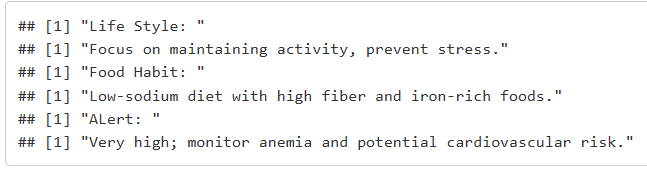 ## [1] "Life Style: "
## [1] "Focus on maintaining activity, prevent stress."
## [1] "Food Habit: "
## [1] "Low-sodium diet with high fiber and iron-rich foods."
## [1] "ALert: "
## [1] "Very high; monitor anemia and potential cardiovascular risk."